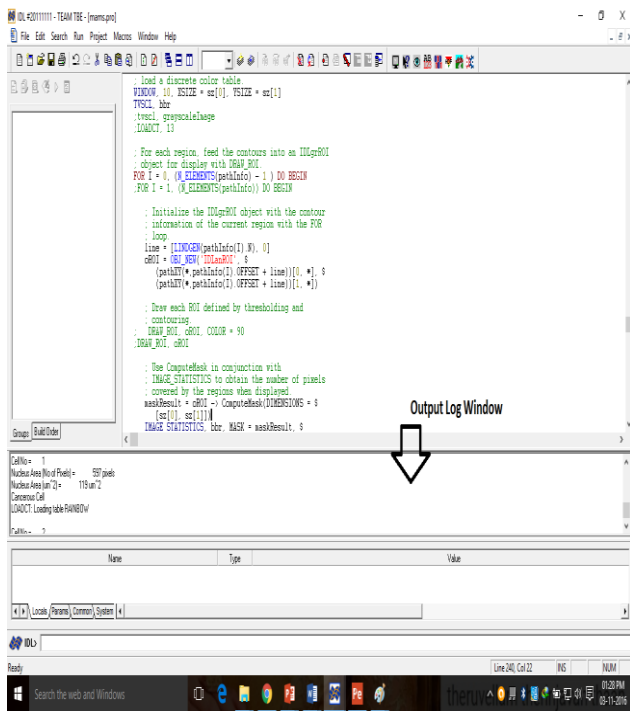 IDL #20111111 - TEAM TBE - [mams.pro]
File Edit Search Run Project Macros Window Help
; load a discrete color table.
WINDOW, 10, XSIZE = sz[0], YSIZE = sz[1]
TVSCL, bbr
;tvscl, grayscaleImage
;LOADCT, 13
; For each region, feed the contours into an IDLgrROI
; object for display with DRAW_ROI.
FOR I = 0, (N_ELEMENTS(pathInfo) - 1 ) DO BEGIN
;FOR I = 1, (N_ELEMENTS(pathInfo)) DO BEGIN
; Initialize the IDLgrROI object with the contour
; information of the current region with the FOR
; loop.
line = [LINDGEN(pathInfo(I).N), 0]
oROI = OBJ_NEW('IDLanROI', $
(pathXY(*,pathInfo(I).OFFSET + line))[0, *], $
(pathXY(*,pathInfo(I).OFFSET + line))[1, *])
; Draw each ROI defined by thresholding and
; contouring.
; DRAW_ROI, oROI, COLOR = 90
;DRAW_ROI, oROI
; Use ComputeMask in conjunction with
; IMAGE_STATISTICS to obtain the number of pixels
; covered by the regions when displayed.
maskResult = oROI -> ComputeMask(DIMENSIONS = $
[sz[0], sz[1]])
IMAGE_STATISTICS, bbr, MASK = maskResult, $
Output Log Window
Groups Build Order
CellNo = 1
Nucleus Area (No of Pixels) = 597 pixels
Nucleus Area (um^2) = 119 um^2
Cancerous Cell
LOADCT: Loading table RAINBOW
CellNo = 2
Name Type Value
Locals Params Common System
IDL>
Ready Line 240, Col 22 INS NUM
Search the web and Windows
01:28 PM
03-11-2016